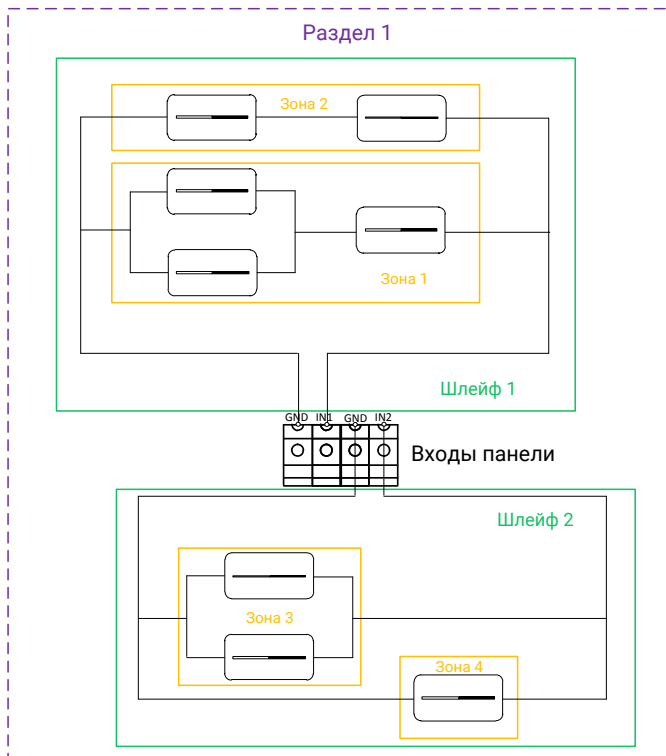 Раздел 1
Зона 2
Зона 1
Шлейф 1
GND IN1 GND IN2
Входы панели
Шлейф 2
Зона 3
Зона 4